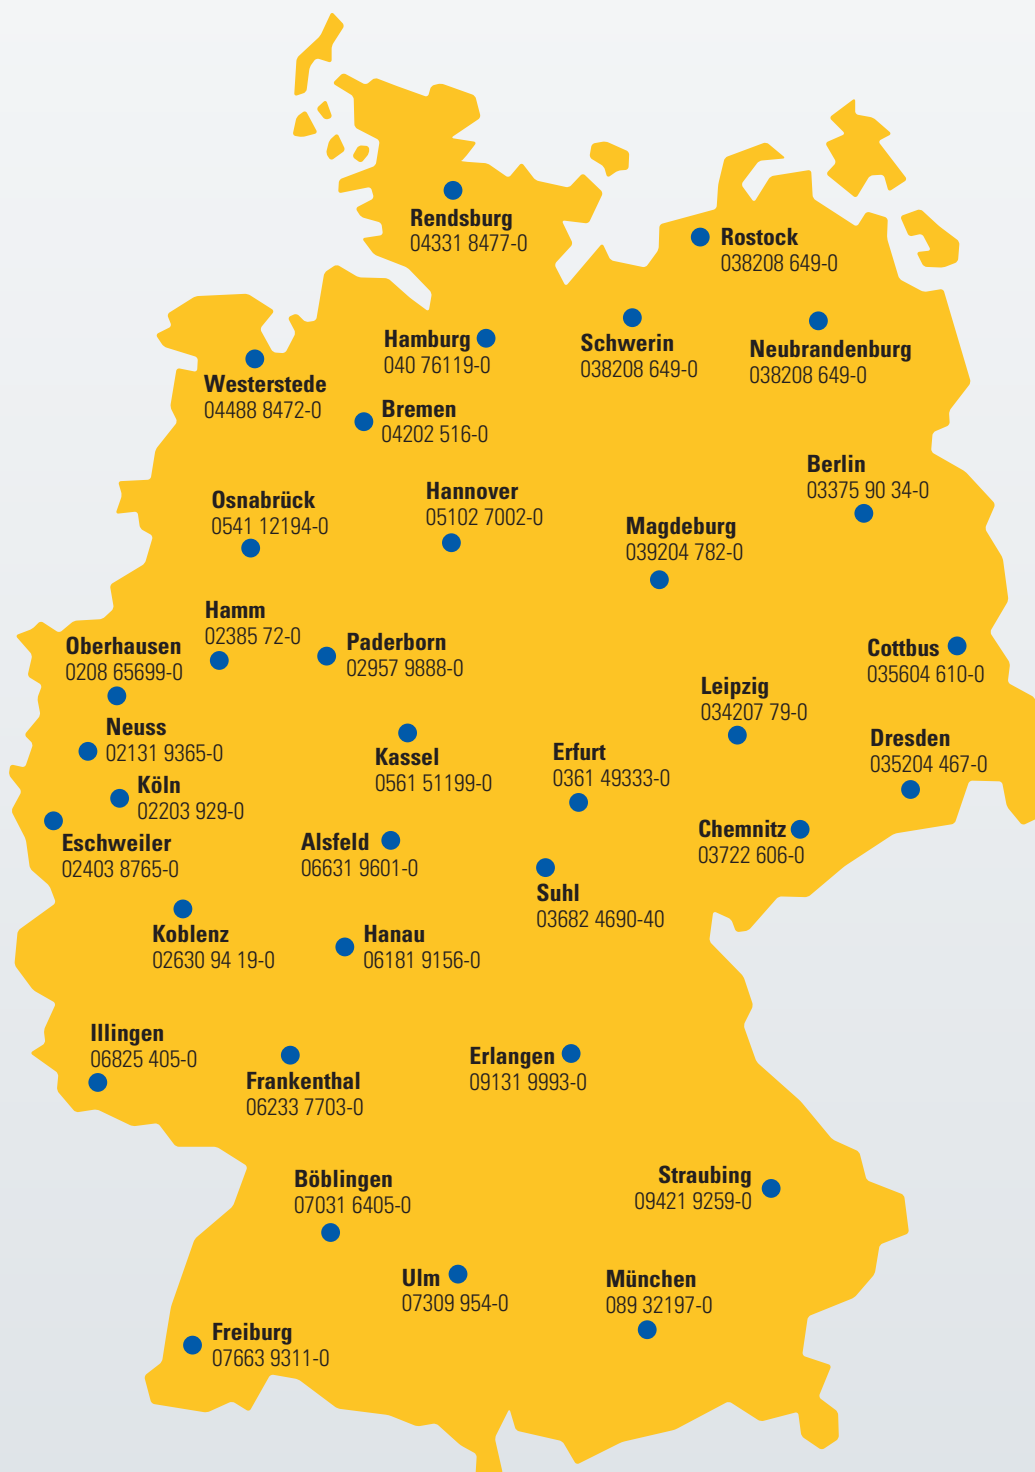 Rendsburg
04331 8477-0
Rostock
038208 649-0
Hamburg
040 76119-0
Schwerin
038208 649-0
Neubrandenburg
038208 649-0
Westerstede
04488 8472-0
Bremen
04202 516-0
Berlin
03375 90 34-0
Osnabrück
0541 12194-0
Hannover
05102 7002-0
Magdeburg
039204 782-0
Hamm
02385 72-0
Oberhausen
0208 65699-0
Paderborn
02957 9888-0
Cottbus
035604 610-0
Leipzig
034207 79-0
Neuss
02131 9365-0
Kassel
0561 51199-0
Erfurt
0361 49333-0
Dresden
035204 467-0
Köln
02203 929-0
Eschweiler
02403 8765-0
Alsfeld
06631 9601-0
Chemnitz
03722 606-0
Suhl
03682 4690-40
Koblenz
02630 94 19-0
Hanau
06181 9156-0
Illingen
06825 405-0
Frankenthal
06233 7703-0
Erlangen
09131 9993-0
Böblingen
07031 6405-0
Straubing
09421 9259-0
Ulm
07309 954-0
München
089 32197-0
Freiburg
07663 9311-0